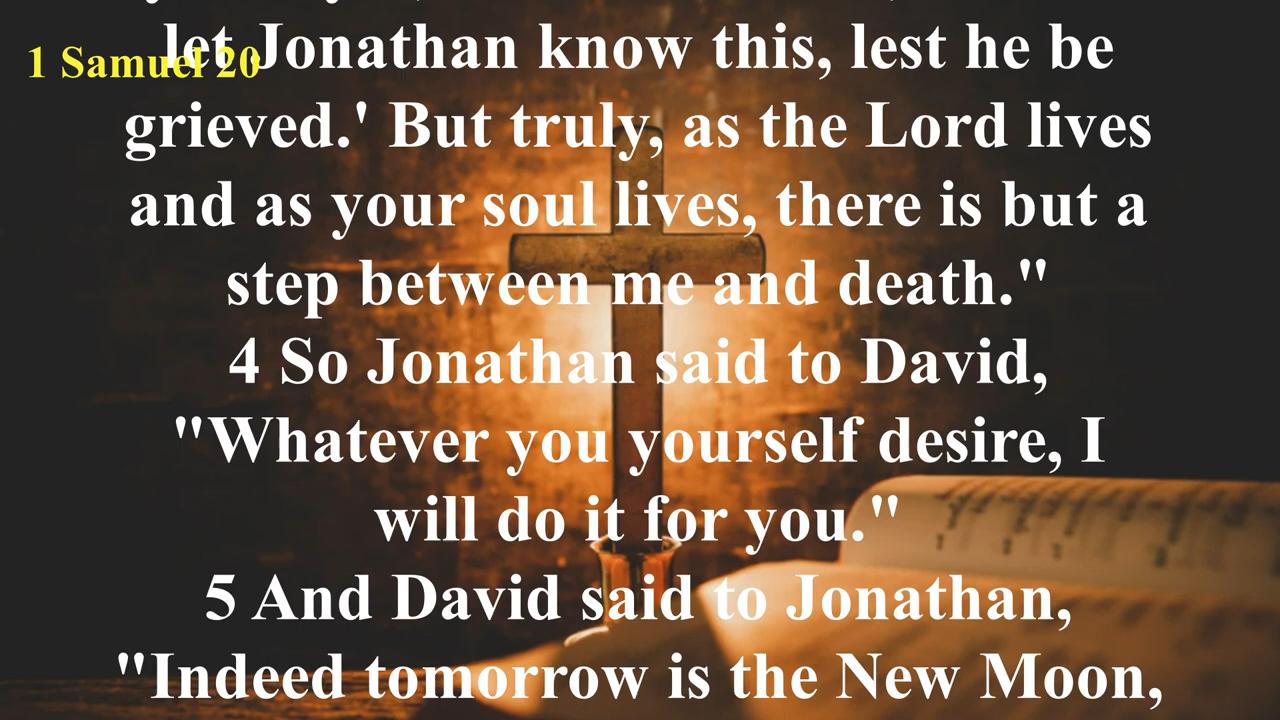 1 Samuel 20
let Jonathan know this, lest he be
grieved.' But truly, as the Lord lives
and as your soul lives, there is but a
step between me and death."
4 So Jonathan said to David,
"Whatever you yourself desire, I
will do it for you."
5 And David said to Jonathan,
"Indeed tomorrow is the New Moon,